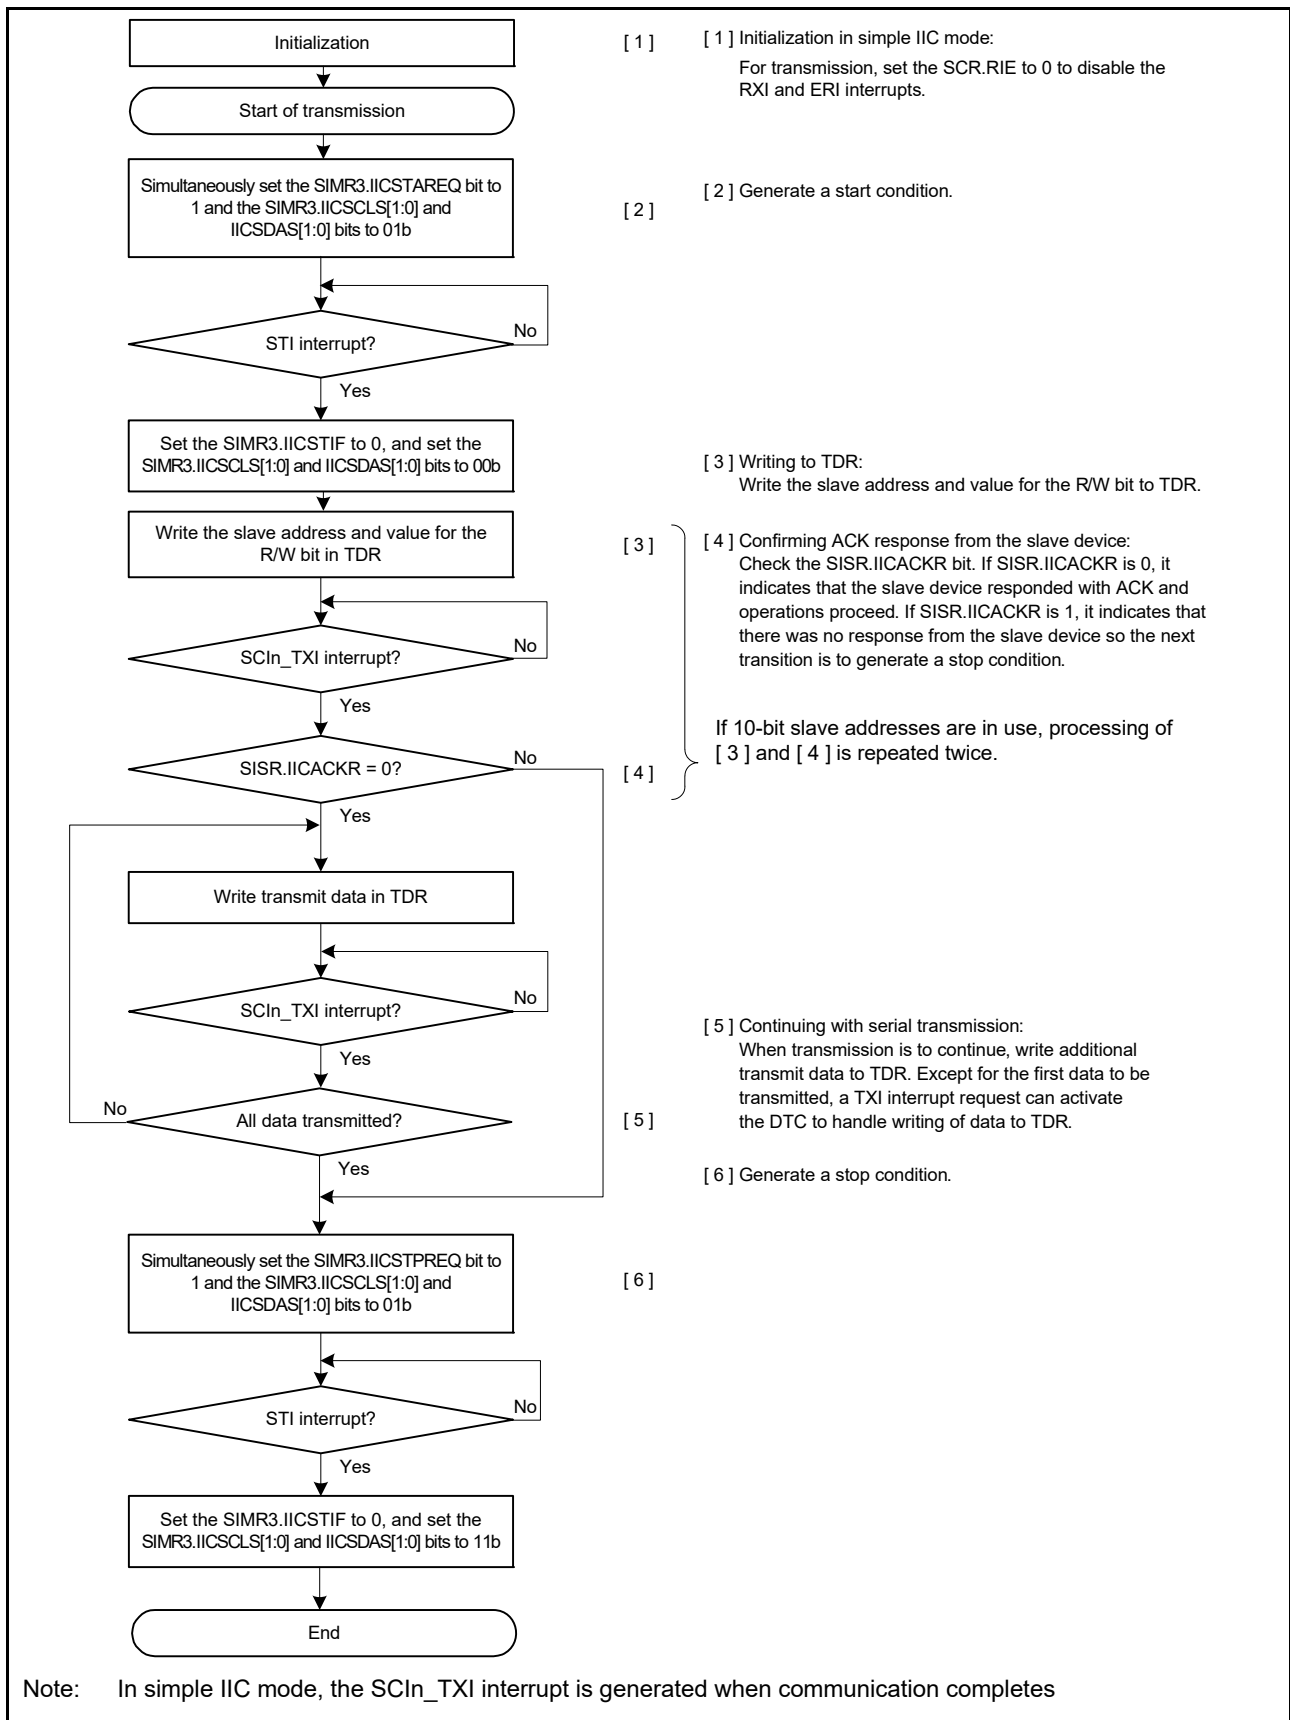 Initialization
[ 1 ]
[ 1 ] Initialization in simple IIC mode:
For transmission, set the SCR.RIE to 0 to disable the
RXI and ERI interrupts.
Start of transmission
Simultaneously set the SIMR3.IICSTAREQ bit to
1 and the SIMR3.IICSCLS[1:0] and
IICSDAS[1:0] bits to 01b
[ 2 ]
[ 2 ] Generate a start condition.
STI interrupt?
No
Yes
Set the SIMR3.IICSTIF to 0, and set the
SIMR3.IICSCLS[1:0] and IICSDAS[1:0] bits to 00b
[ 3 ] Writing to TDR:
Write the slave address and value for the R/W bit to TDR.
Write the slave address and value for the
R/W bit in TDR
[ 3 ]
[ 4 ] Confirming ACK response from the slave device:
Check the SISR.IICACKR bit. If SISR.IICACKR is 0, it
indicates that the slave device responded with ACK and
operations proceed. If SISR.IICACKR is 1, it indicates that
there was no response from the slave device so the next
transition is to generate a stop condition.
SCIn_TXI interrupt?
No
Yes
If 10-bit slave addresses are in use, processing of
[ 3 ] and [ 4 ] is repeated twice.
SISR.IICACKR = 0?
No
[ 4 ]
Yes
Write transmit data in TDR
SCIn_TXI interrupt?
No
Yes
[ 5 ] Continuing with serial transmission:
When transmission is to continue, write additional
transmit data to TDR. Except for the first data to be
transmitted, a TXI interrupt request can activate
the DTC to handle writing of data to TDR.
No
All data transmitted?
[ 5 ]
Yes
[ 6 ] Generate a stop condition.
Simultaneously set the SIMR3.IICSTPREQ bit to
1 and the SIMR3.IICSCLS[1:0] and
IICSDAS[1:0] bits to 01b
[ 6 ]
STI interrupt?
No
Yes
Set the SIMR3.IICSTIF to 0, and set the
SIMR3.IICSCLS[1:0] and IICSDAS[1:0] bits to 11b
End
Note: In simple IIC mode, the SCIn_TXI interrupt is generated when communication completes